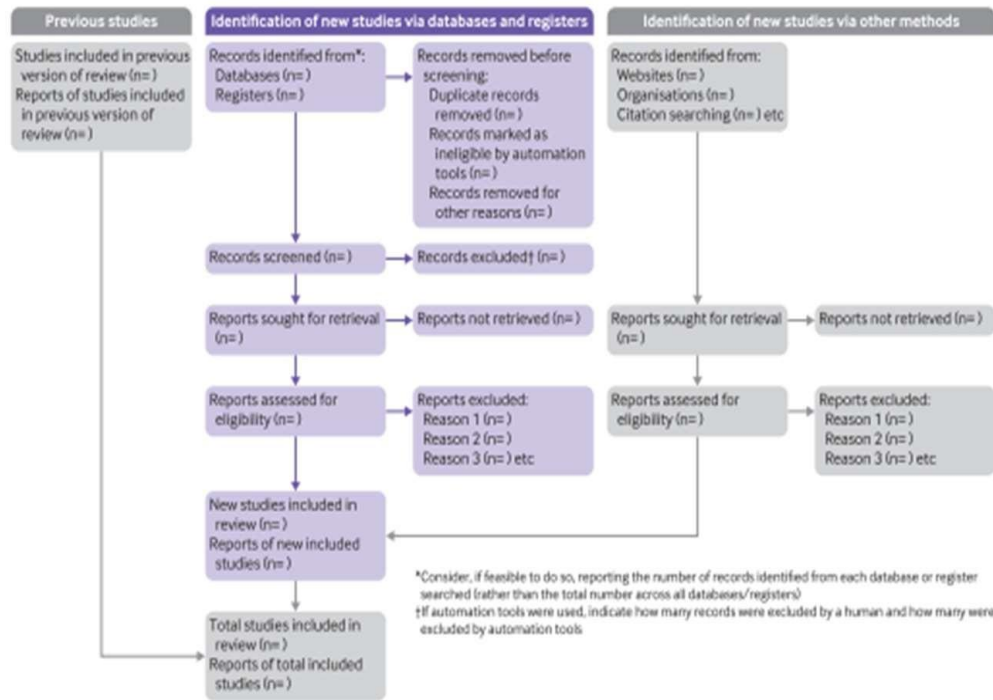 Previous studies
Studies included in previous
version of review (n= )
Reports of studies included
in previous version of
review (n= )
Identification of new studies via databases and registers
Records identified from*:
Databases (n= )
Registers (n= )
Records removed before
screening:
Duplicate records
removed (n= )
Records marked as
ineligible by automation
tools (n= )
Records removed for
other reasons (n= )
Records screened (n= )
Records excluded† (n= )
Reports sought for retrieval
(n= )
Reports not retrieved (n= )
Reports assessed for
eligibility (n= )
Reports excluded:
Reason 1 (n= )
Reason 2 (n= )
Reason 3 (n= ) etc
New studies included in
review (n= )
Reports of new included
studies (n= )
Total studies included in
review (n= )
Reports of total included
studies (n= )
Identification of new studies via other methods
Records identified from:
Websites (n= )
Organisations (n= )
Citation searching (n= ) etc
Reports sought for retrieval
(n= )
Reports not retrieved (n= )
Reports assessed for
eligibility (n= )
Reports excluded:
Reason 1 (n= )
Reason 2 (n= )
Reason 3 (n= ) etc
*Consider, if feasible to do so, reporting the number of records identified from each database or register
searched (rather than the total number across all databases/registers)
†If automation tools were used, indicate how many records were excluded by a human and how many were
excluded by automation tools